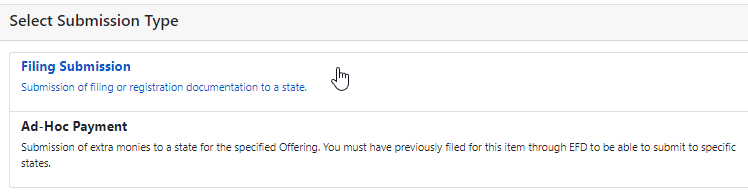 Select Submission Type
Filing Submission
Submission of filing or registration documentation to a state.
Ad-Hoc Payment
Submission of extra monies to a state for the specified Offering. You must have previously filed for this item through EFD to be able to submit to specific
states.